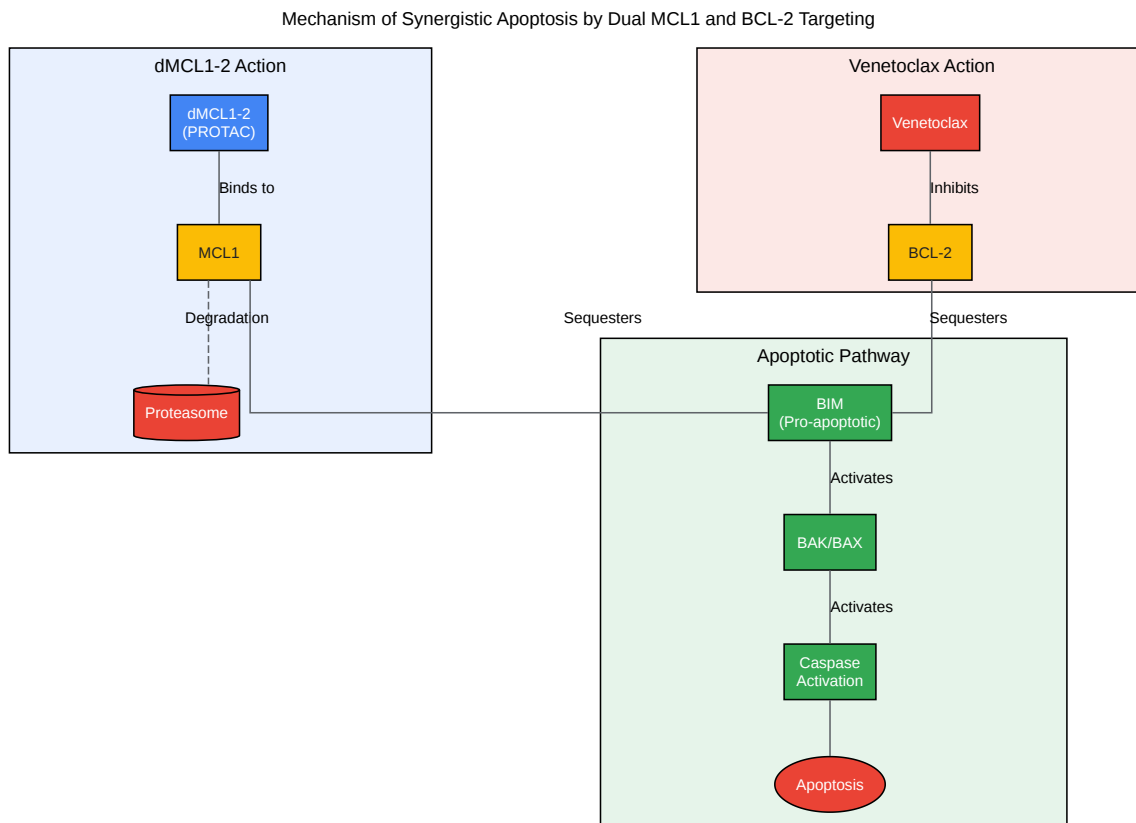 Mechanism of Synergistic Apoptosis by Dual MCL1 and BCL-2 Targeting
dMCL1-2 Action
dMCL1-2
(PROTAC)
Binds to
MCL1
Degradation
Proteasome
Venetoclax Action
Venetoclax
Inhibits
BCL-2
Sequesters
Sequesters
Apoptotic Pathway
BIM
(Pro-apoptotic)
Activates
BAK/BAX
Activates
Caspase
Activation
Apoptosis